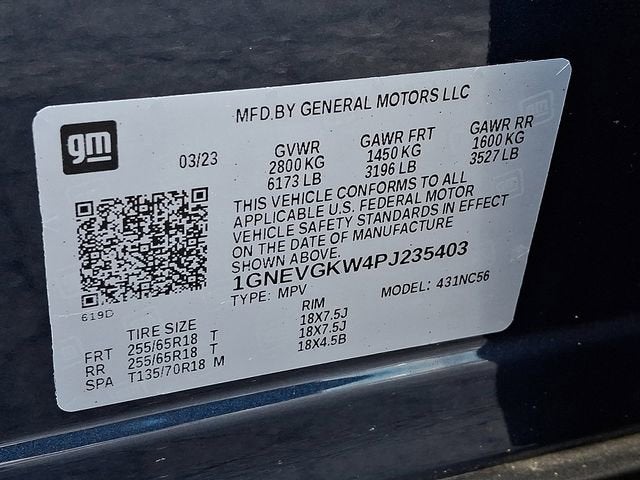 MFD.BY GENERAL MOTORS LLC
gm
03/23
GVWR GAWR FRT GAWR RR
2800 KG 1450 KG 1600 KG
6173 LB 3196 LB 3527 LB
THIS VEHICLE CONFORMS TO ALL
APPLICABLE U.S. FEDERAL MOTOR
VEHICLE SAFETY STANDARDS IN EFFECT
ON THE DATE OF MANUFACTURE
SHOWN ABOVE.
1GNEVGKW4PJ235403
TYPE: MPV MODEL: 431NC56
619D
TIRE SIZE RIM
FRT 255/65R18 T 18X7.5J
RR 255/65R18 T 18X7.5J
SPA T135/70R18 M 18X4.5B